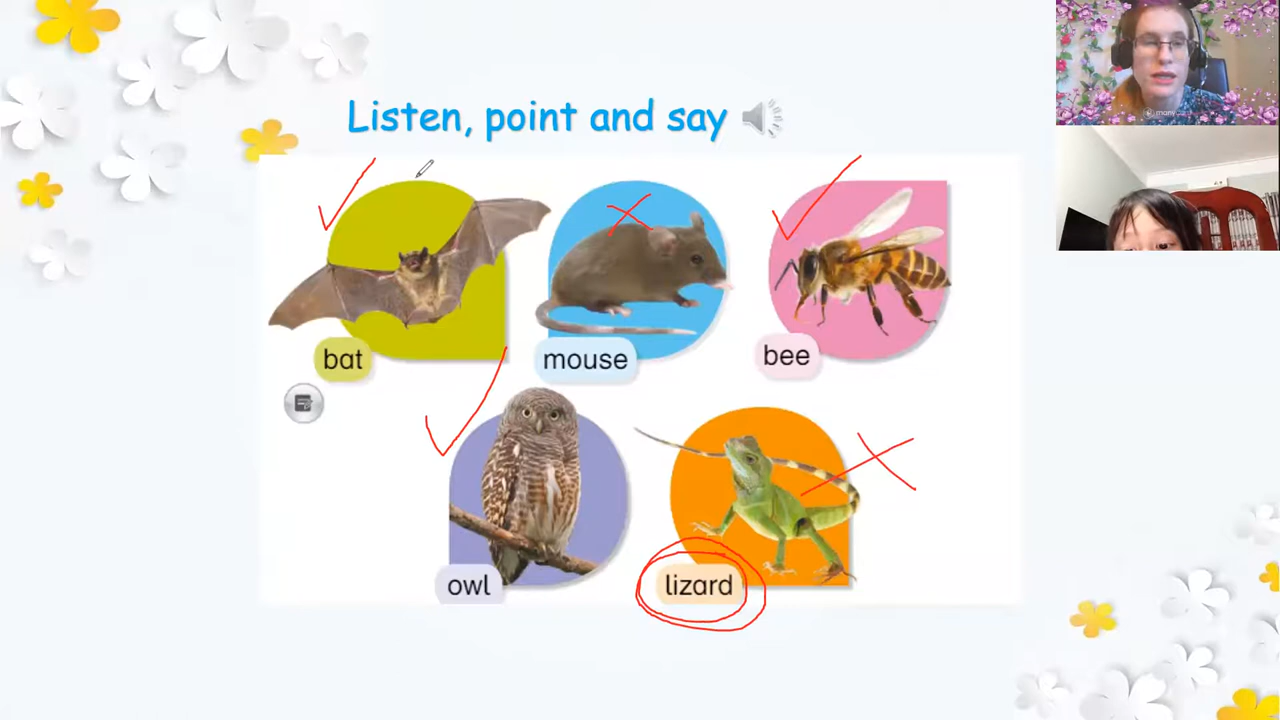 Listen, point and say
bat
mouse
bee
owl
lizard